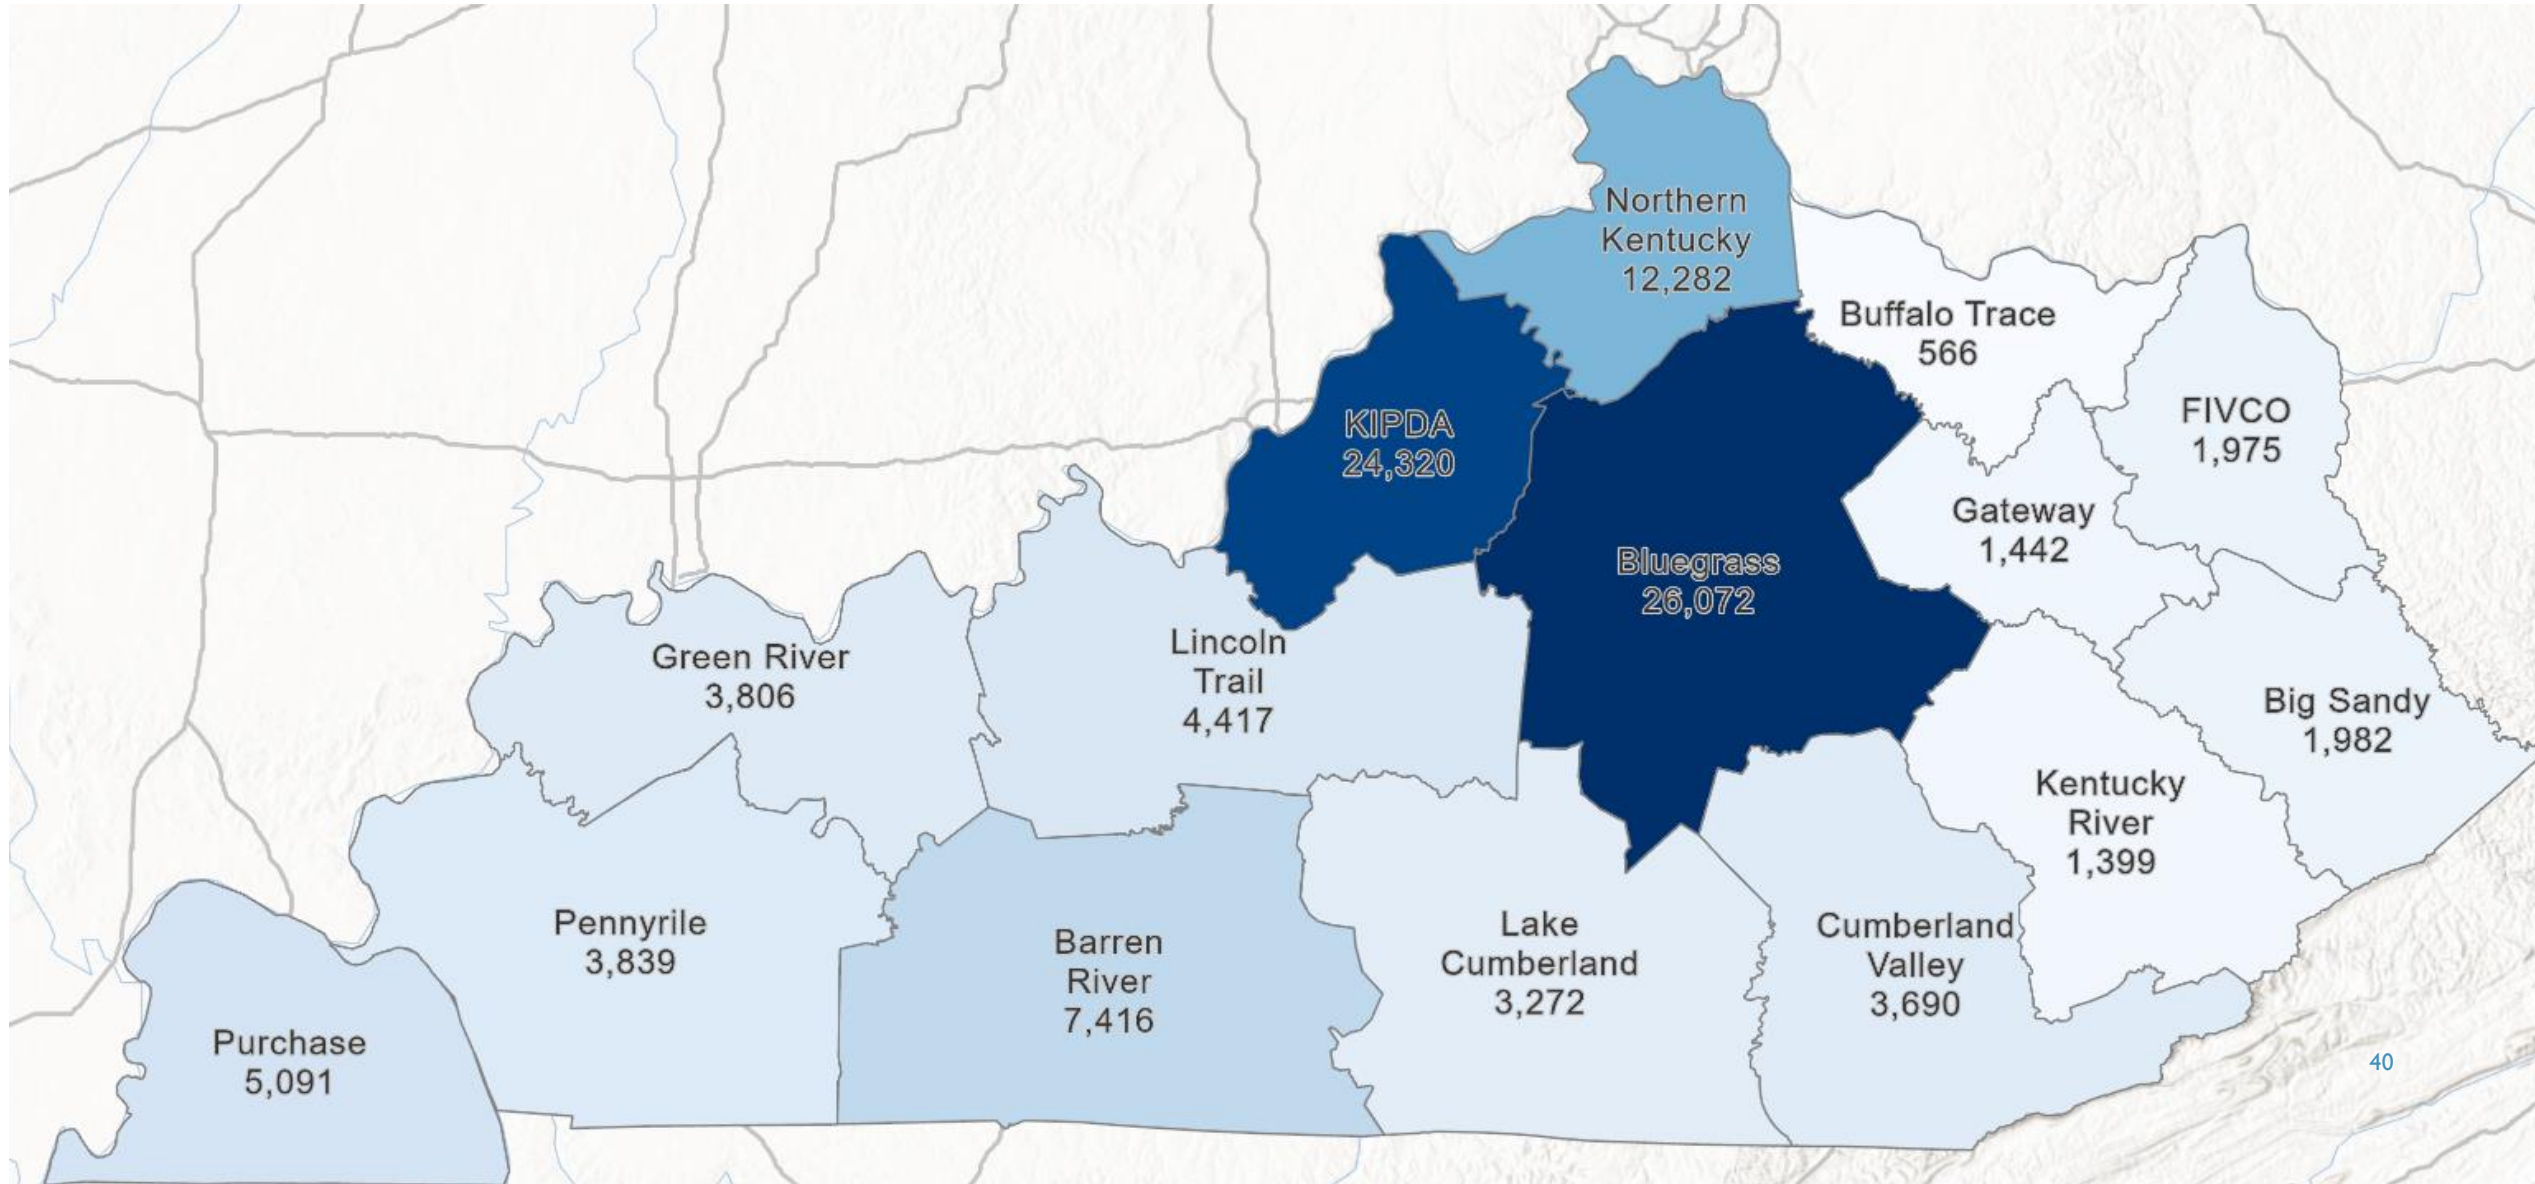 Northern
Kentucky
12,282
Buffalo Trace
566
KIPDA
24,320
FIVCO
1,975
Gateway
1,442
Bluegrass
26,072
Green River
3,806
Lincoln
Trail
4,417
Big Sandy
1,982
Kentucky
River
1,399
Pennyrile
3,839
Barren
River
7,416
Lake
Cumberland
3,272
Cumberland
Valley
3,690
Purchase
5,091
40